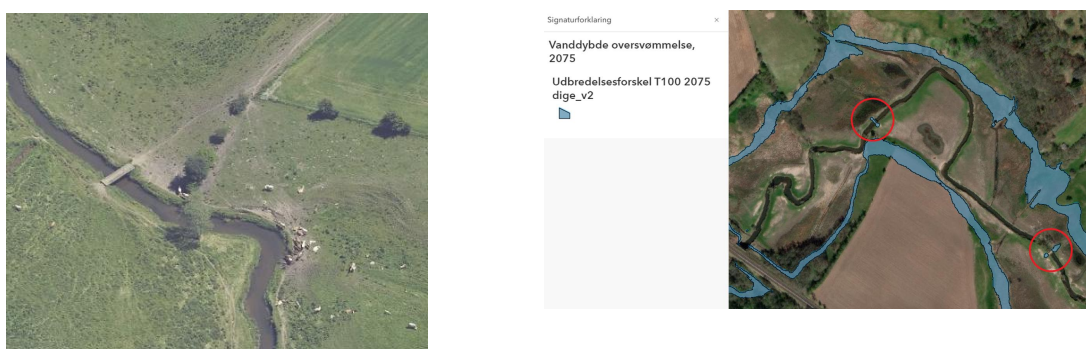 Signaturforklaring ×
Vanddybde oversvømmelse,
2075
Udbredelsesforskel T100 2075
dige_v2